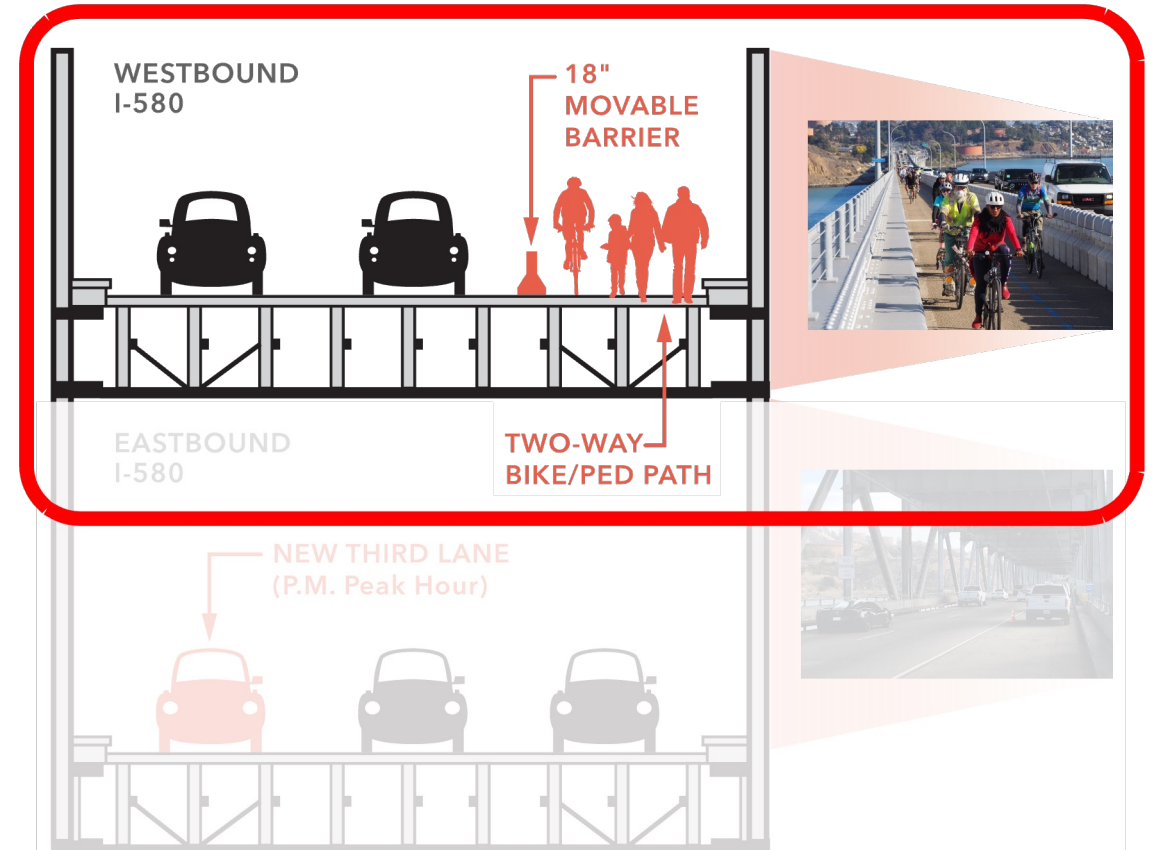 WESTBOUND
I-580
18"
MOVABLE
BARRIER
EASTBOUND
I-580
TWO-WAY
BIKE/PED PATH
NEW THIRD LANE
(P.M. Peak Hour)